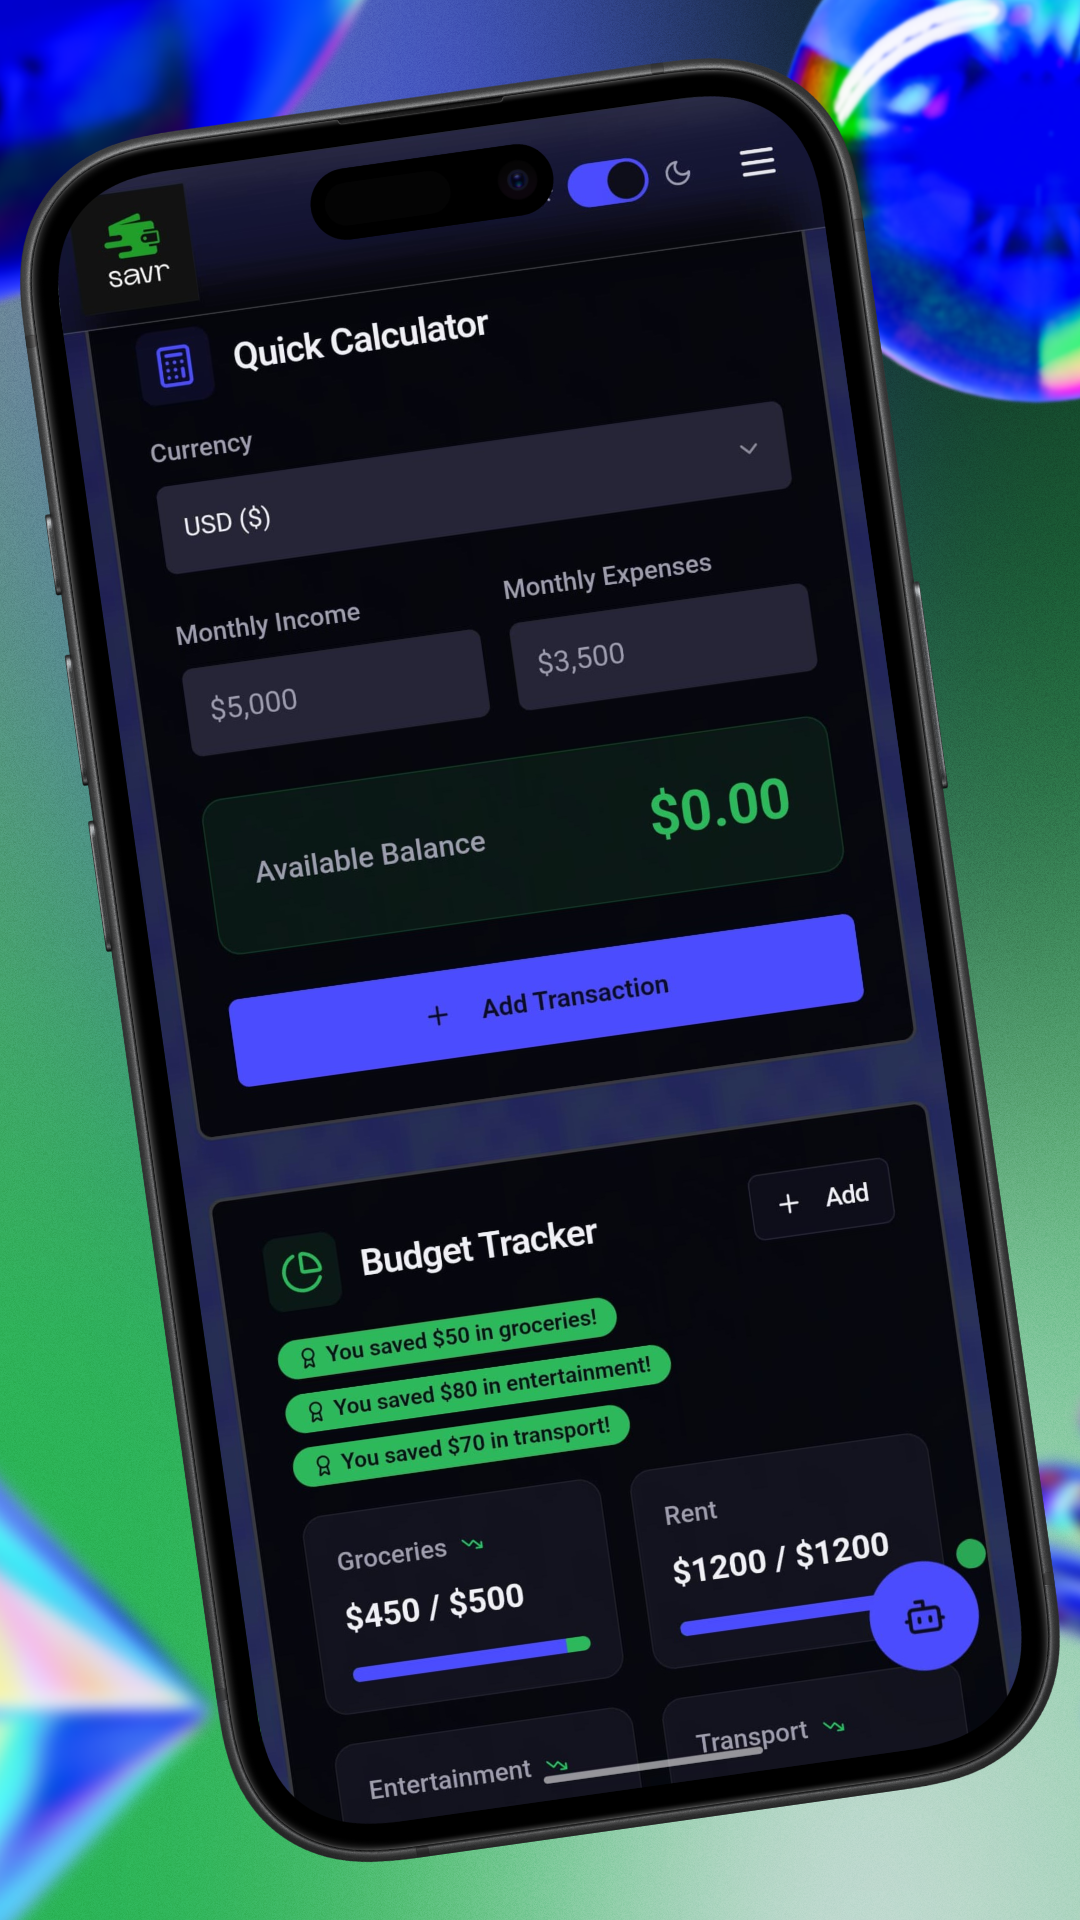 savr
Quick Calculator
Currency
USD ($)
Monthly Income
Monthly Expenses
$5,000
$3,500
Available Balance
$0.00
+ Add Transaction
Budget Tracker
+ Add
You saved $50 in groceries!
You saved $80 in entertainment!
You saved $70 in transport!
Groceries
$450 / $500
Rent
$1200 / $1200
Entertainment
Transport